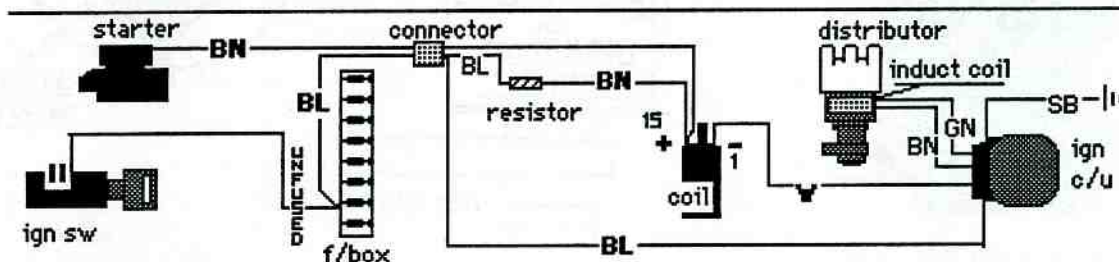 starter
BN
connector
BL
BL
BN
resistor
distributor
induct coil
SB
GN
BN
ign
c/u
15
+
-
1
coil
ign sw
UNFUSED
f/box
BL